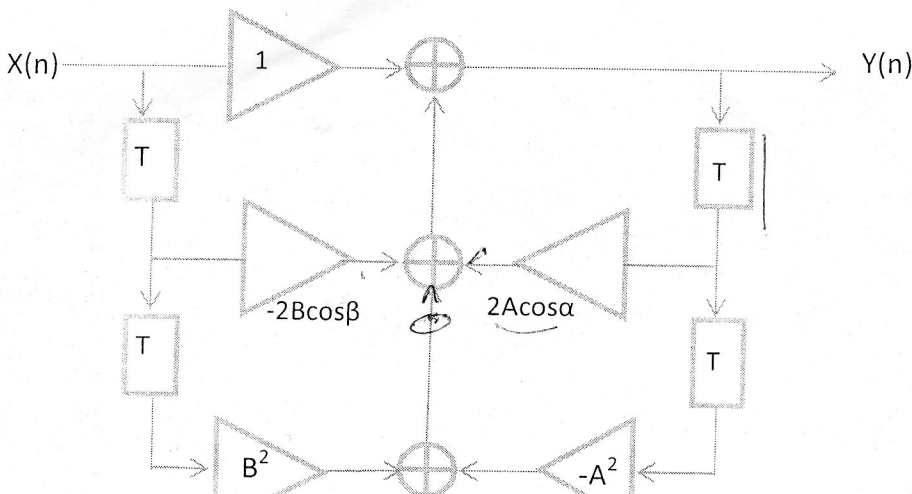 X(n) 1 Y(n)
T T
-2Bcosβ 2Acosα
T T
B² -A²